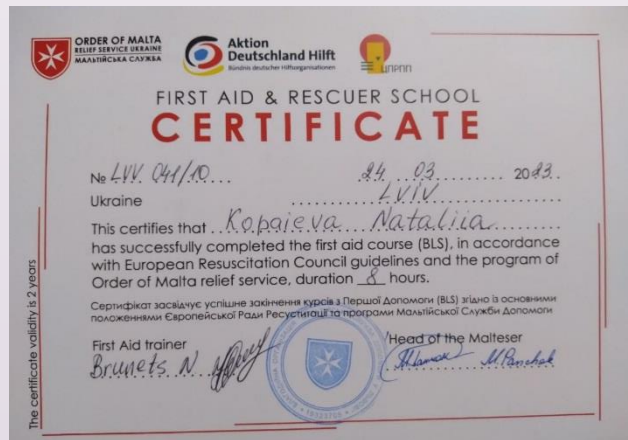 ORDER OF MALTA
RELIEF SERVICE UKRAINE
МАЛЬТІЙСЬКА СЛУЖБА
Aktion
Deutschland Hilft
Bündnis deutscher Hilfsorganisationen
ЦПРПП
FIRST AID & RESCUER SCHOOL
CERTIFICATE
№ LVV 041/10 24 03 2023
Ukraine LVIV
This certifies that Kopaieva Nataliia
has successfully completed the first aid course (BLS), in accordance
with European Resuscitation Council guidelines and the program of
Order of Malta relief service, duration 8 hours.
Сертифікат засвідчує успішне закінчення курсів з Першої Допомоги (BLS) згідно із основними
положеннями Європейської Ради Ресуститації та програми Мальтійської Служби Допомоги
First Aid trainer Head of the Malteser
Brunets N. M. Panchak
The certificate validity is 2 years